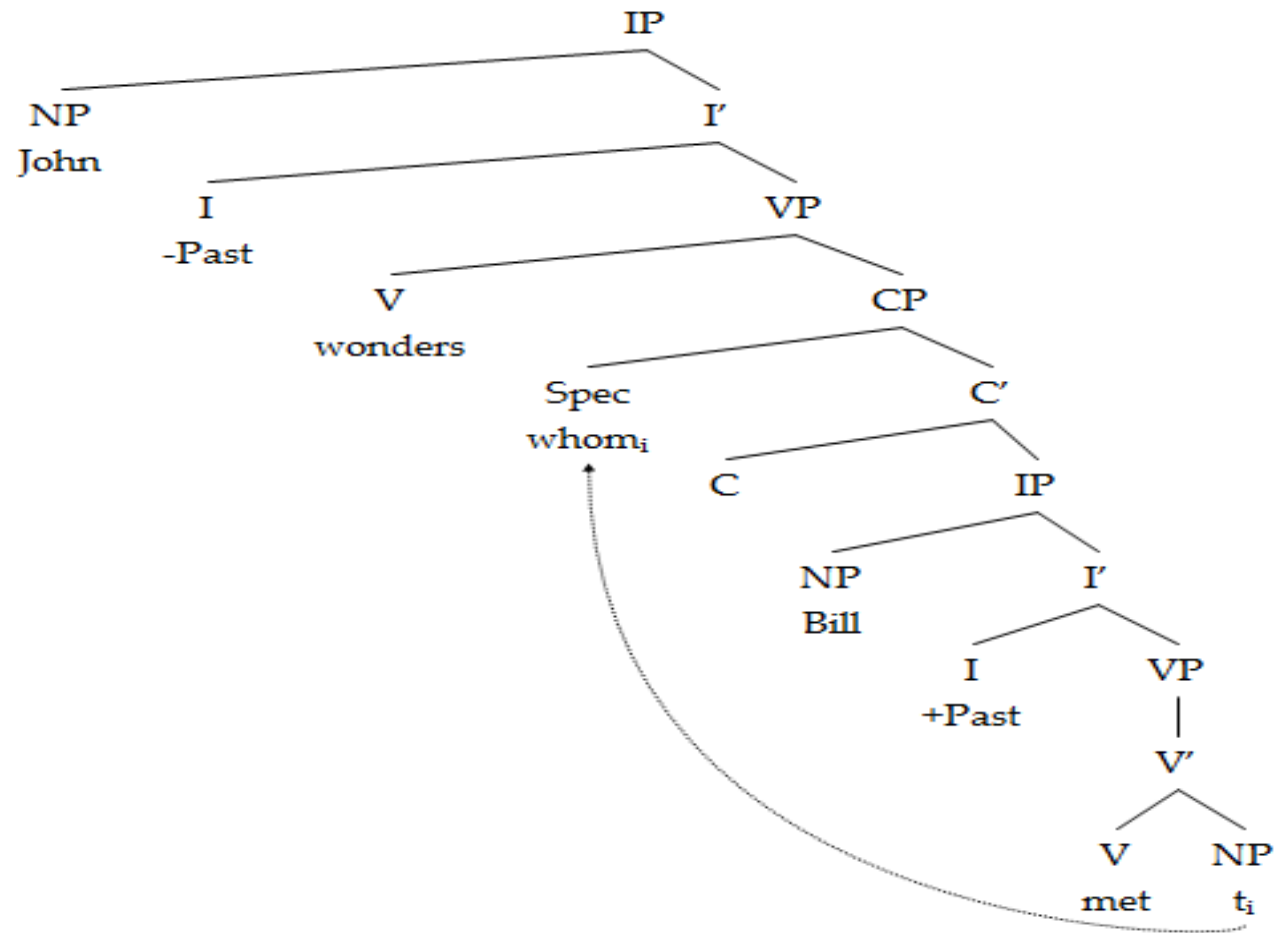 IP
NP I’
John
I VP
-Past
V CP
wonders
Spec C’
whomᵢ
C IP
NP I’
Bill
I VP
+Past
V’
V NP
met tᵢ